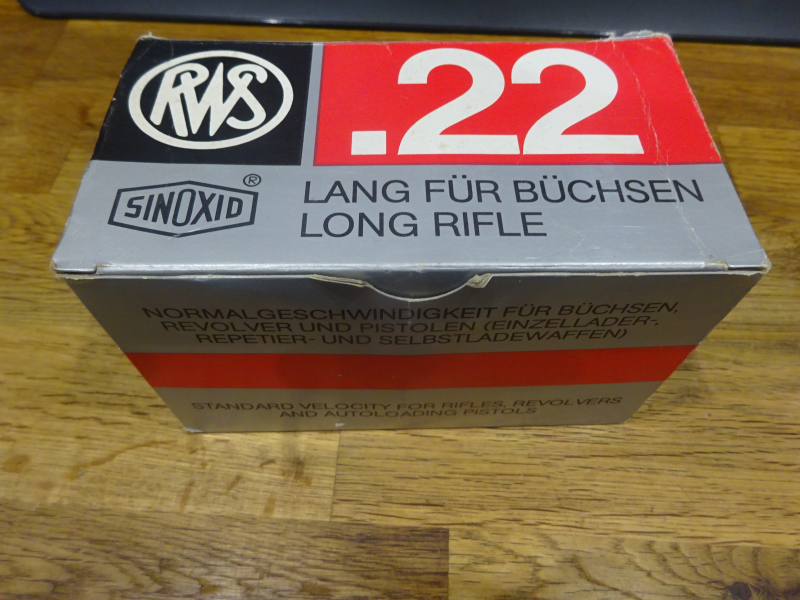 RWS
.22
SINOXID ®
LANG FÜR BÜCHSEN
LONG RIFLE
NORMALGESCHWINDIGKEIT FÜR BÜCHSEN,
REVOLVER UND PISTOLEN (EINZELLADER-,
REPETIER- UND SELBSTLADEWAFFEN)
STANDARD VELOCITY FOR RIFLES, REVOLVERS
AND AUTOLOADING PISTOLS